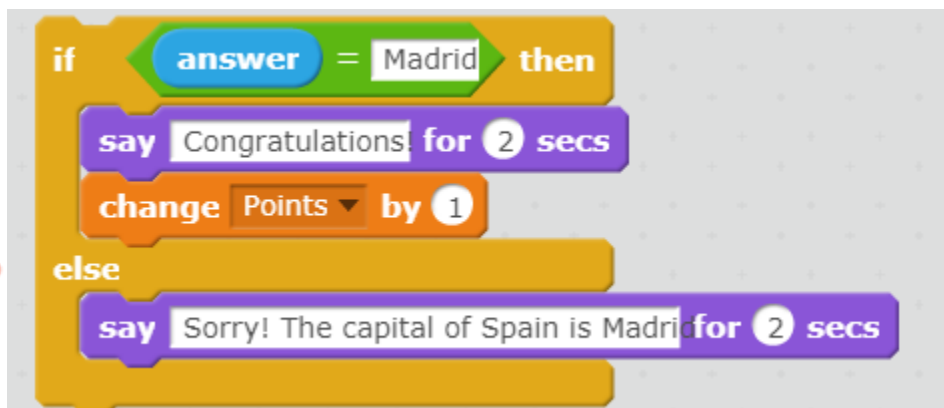 if answer = Madrid then
say Congratulations! for 2 secs
change Points by 1
else
say Sorry! The capital of Spain is Madrid for 2 secs